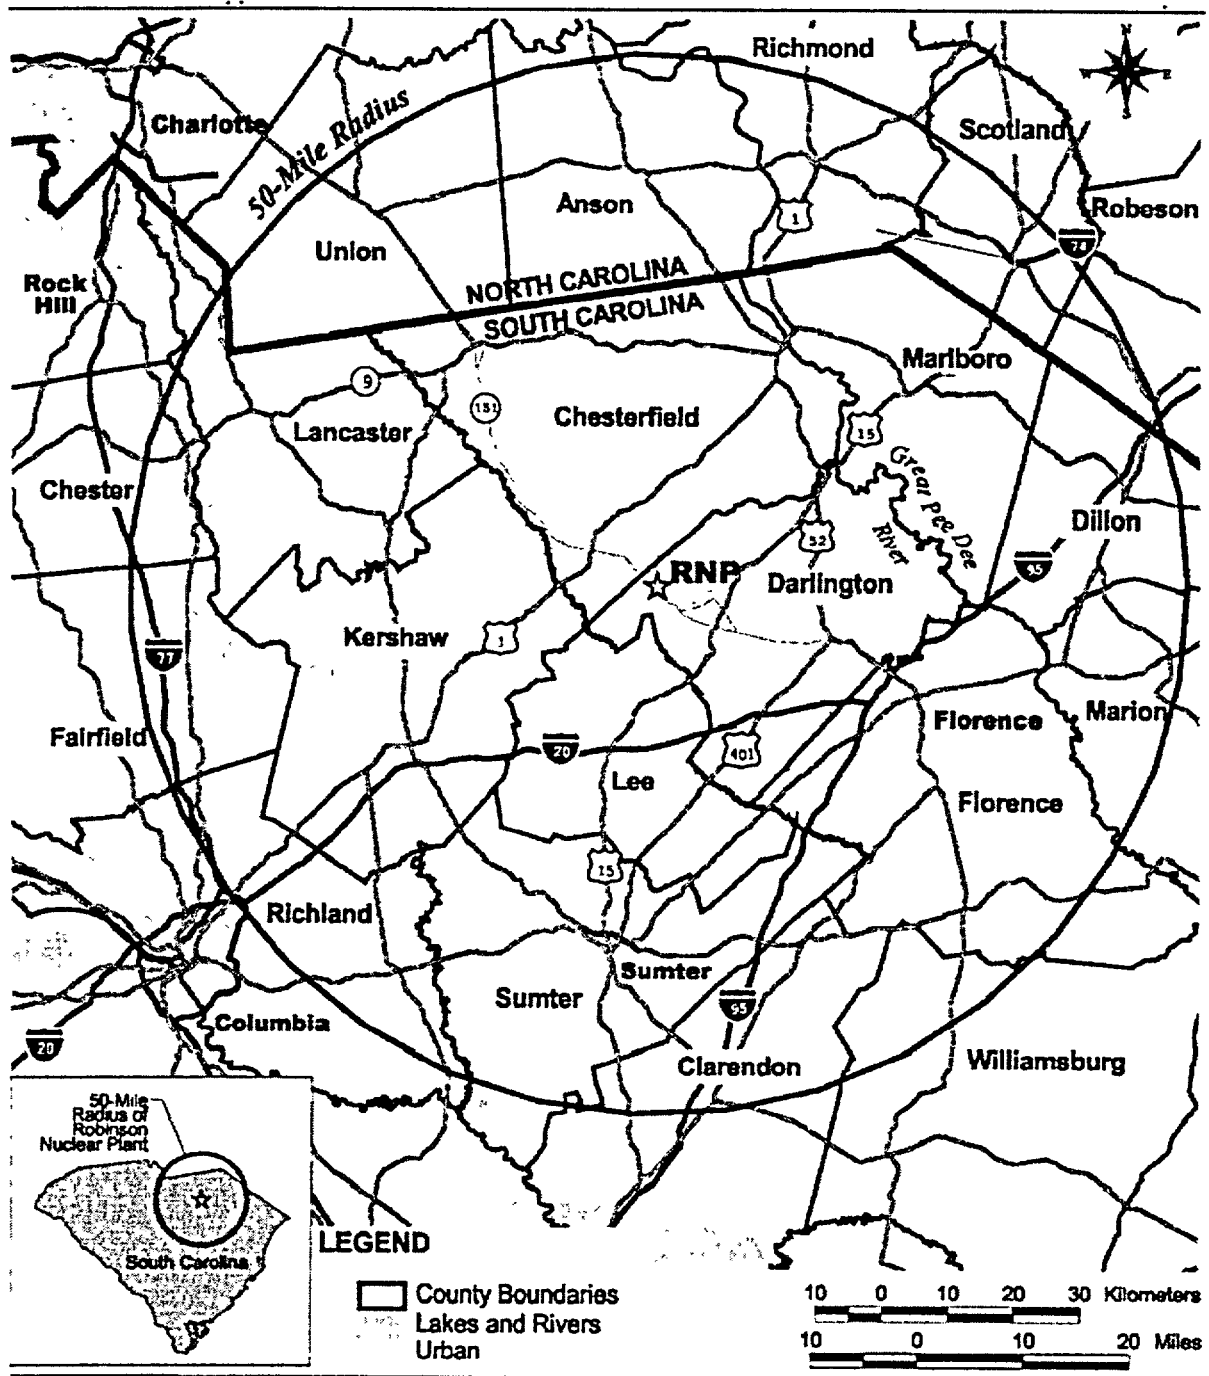 Richmond
N
W
E
S
50-Mile Radius
Charlotte
Scotland
Anson
1
Robeson
Union
74
Rock
Hill
NORTH CAROLINA
SOUTH CAROLINA
Marlboro
9
151
Chesterfield
15
Lancaster
Great Pee Dee
River
Chester
Dillon
52
RNP
95
Darlington
Kershaw
1
77
Fairfield
Florence
Marion
20
401
Lee
Florence
15
Richland
Sumter
Sumter
95
Columbia
20
Clarendon
Williamsburg
50-Mile
Radius of
Robinson
Nuclear Plant
South Carolina
LEGEND
County Boundaries
Lakes and Rivers
Urban
10 0 10 20 30 Kilometers
10 0 10 20 Miles